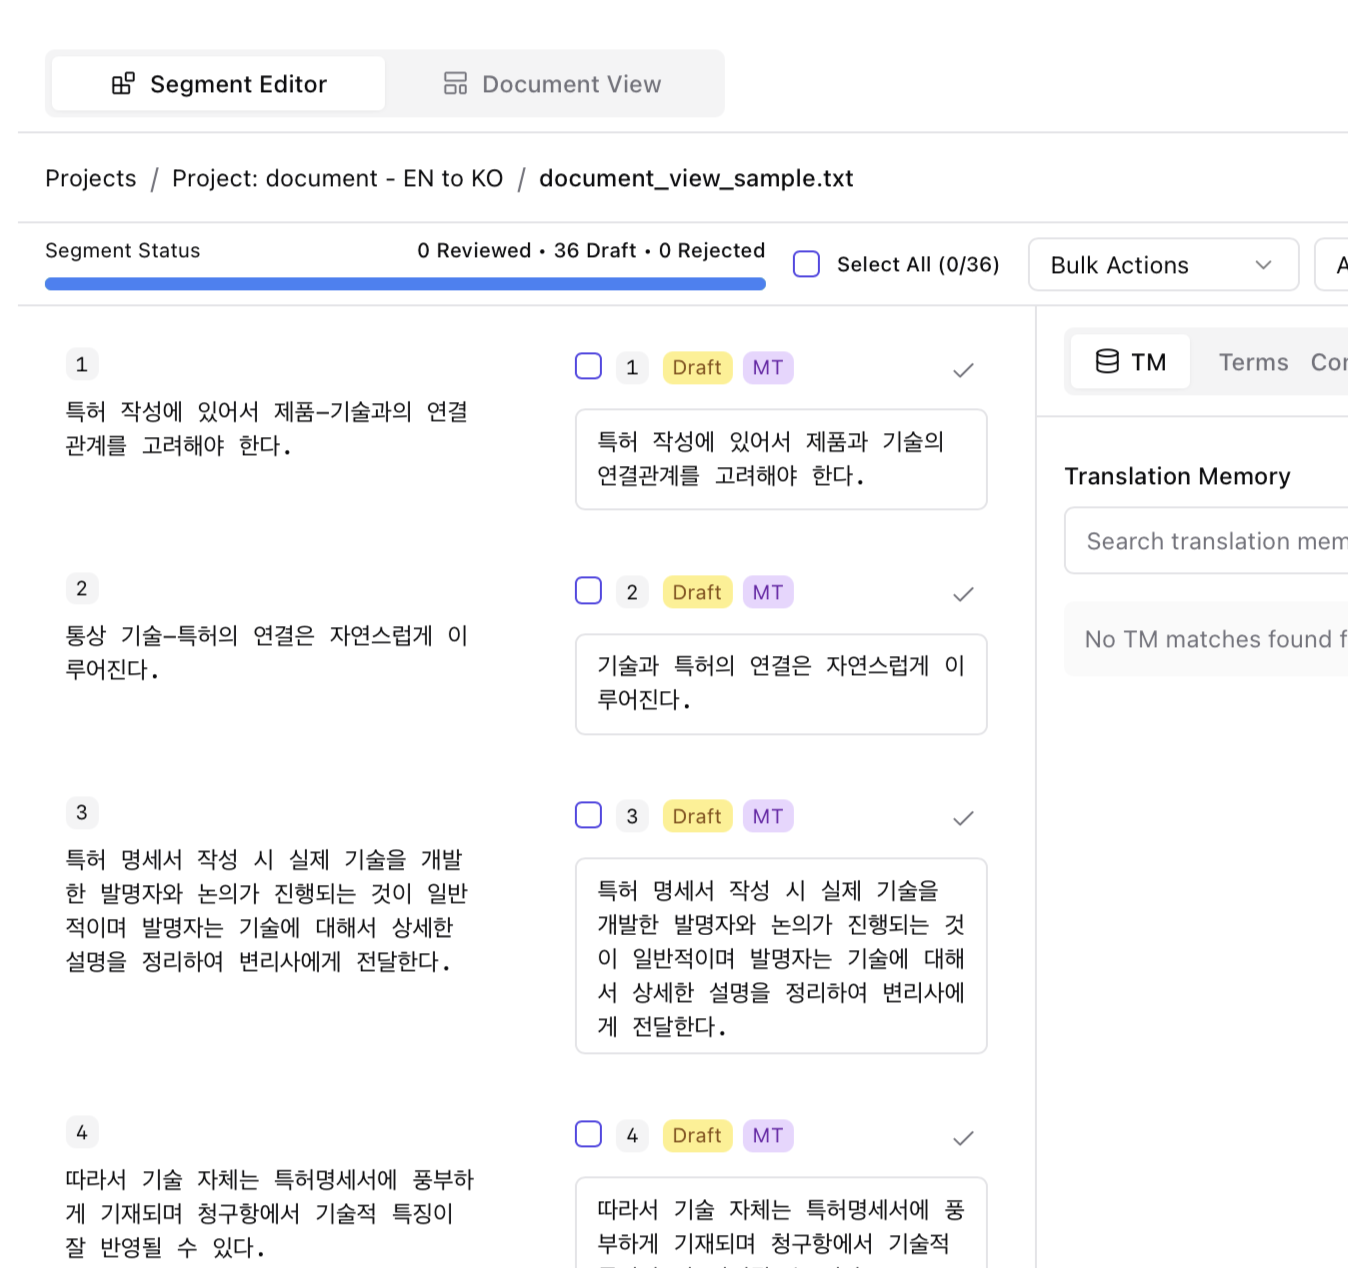 Segment Editor
Document View
Projects / Project: document - EN to KO / document_view_sample.txt
Segment Status
0 Reviewed • 36 Draft • 0 Rejected
Select All (0/36)
Bulk Actions
A
TM
Terms
Cor
Translation Memory
Search translation mem
No TM matches found f
1
특허 작성에 있어서 제품–기술과의 연결
관계를 고려해야 한다.
1
Draft
MT
특허 작성에 있어서 제품과 기술의
연결관계를 고려해야 한다.
2
통상 기술–특허의 연결은 자연스럽게 이
루어진다.
2
Draft
MT
기술과 특허의 연결은 자연스럽게 이
루어진다.
3
특허 명세서 작성 시 실제 기술을 개발
한 발명자와 논의가 진행되는 것이 일반
적이며 발명자는 기술에 대해서 상세한
설명을 정리하여 변리사에게 전달한다.
3
Draft
MT
특허 명세서 작성 시 실제 기술을
개발한 발명자와 논의가 진행되는 것
이 일반적이며 발명자는 기술에 대해
서 상세한 설명을 정리하여 변리사에
게 전달한다.
4
따라서 기술 자체는 특허명세서에 풍부하
게 기재되며 청구항에서 기술적 특징이
잘 반영될 수 있다.
4
Draft
MT
따라서 기술 자체는 특허명세서에 풍
부하게 기재되며 청구항에서 기술적